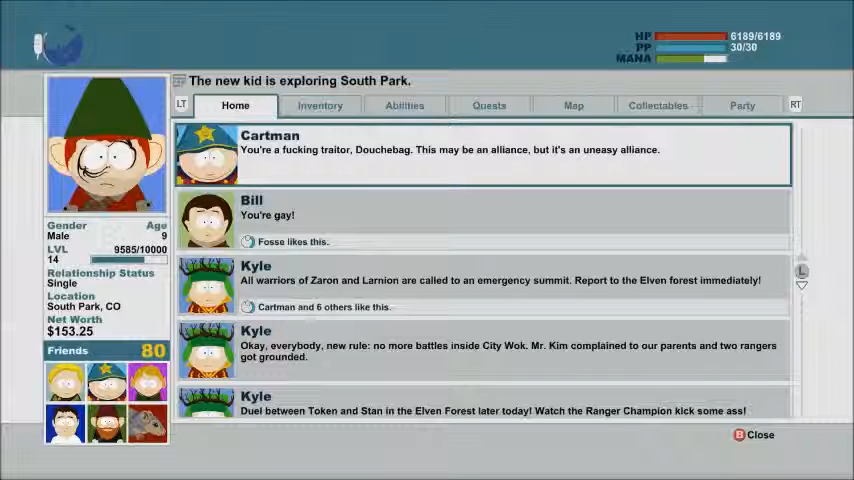 HP 6189/6189
PP 30/30
MANA
The new kid is exploring South Park.
LT Home Inventory Abilities Quests Map Collectables Party RT
Cartman
You're a fucking traitor, Douchebag. This may be an alliance, but it's an uneasy alliance.
Bill
You're gay!
Fosse likes this.
Kyle
All warriors of Zaron and Larnion are called to an emergency summit. Report to the Elven forest immediately!
Cartman and 6 others like this.
Kyle
Okay, everybody, new rule: no more battles inside City Wok. Mr. Kim complained to our parents and two rangers
got grounded.
Kyle
Duel between Token and Stan in the Elven Forest later today! Watch the Ranger Champion kick some ass!
Gender Age
Male 9
LVL 9585/10000
14
Relationship Status
Single
Location
South Park, CO
Net Worth
$153.25
Friends 80
L
B Close